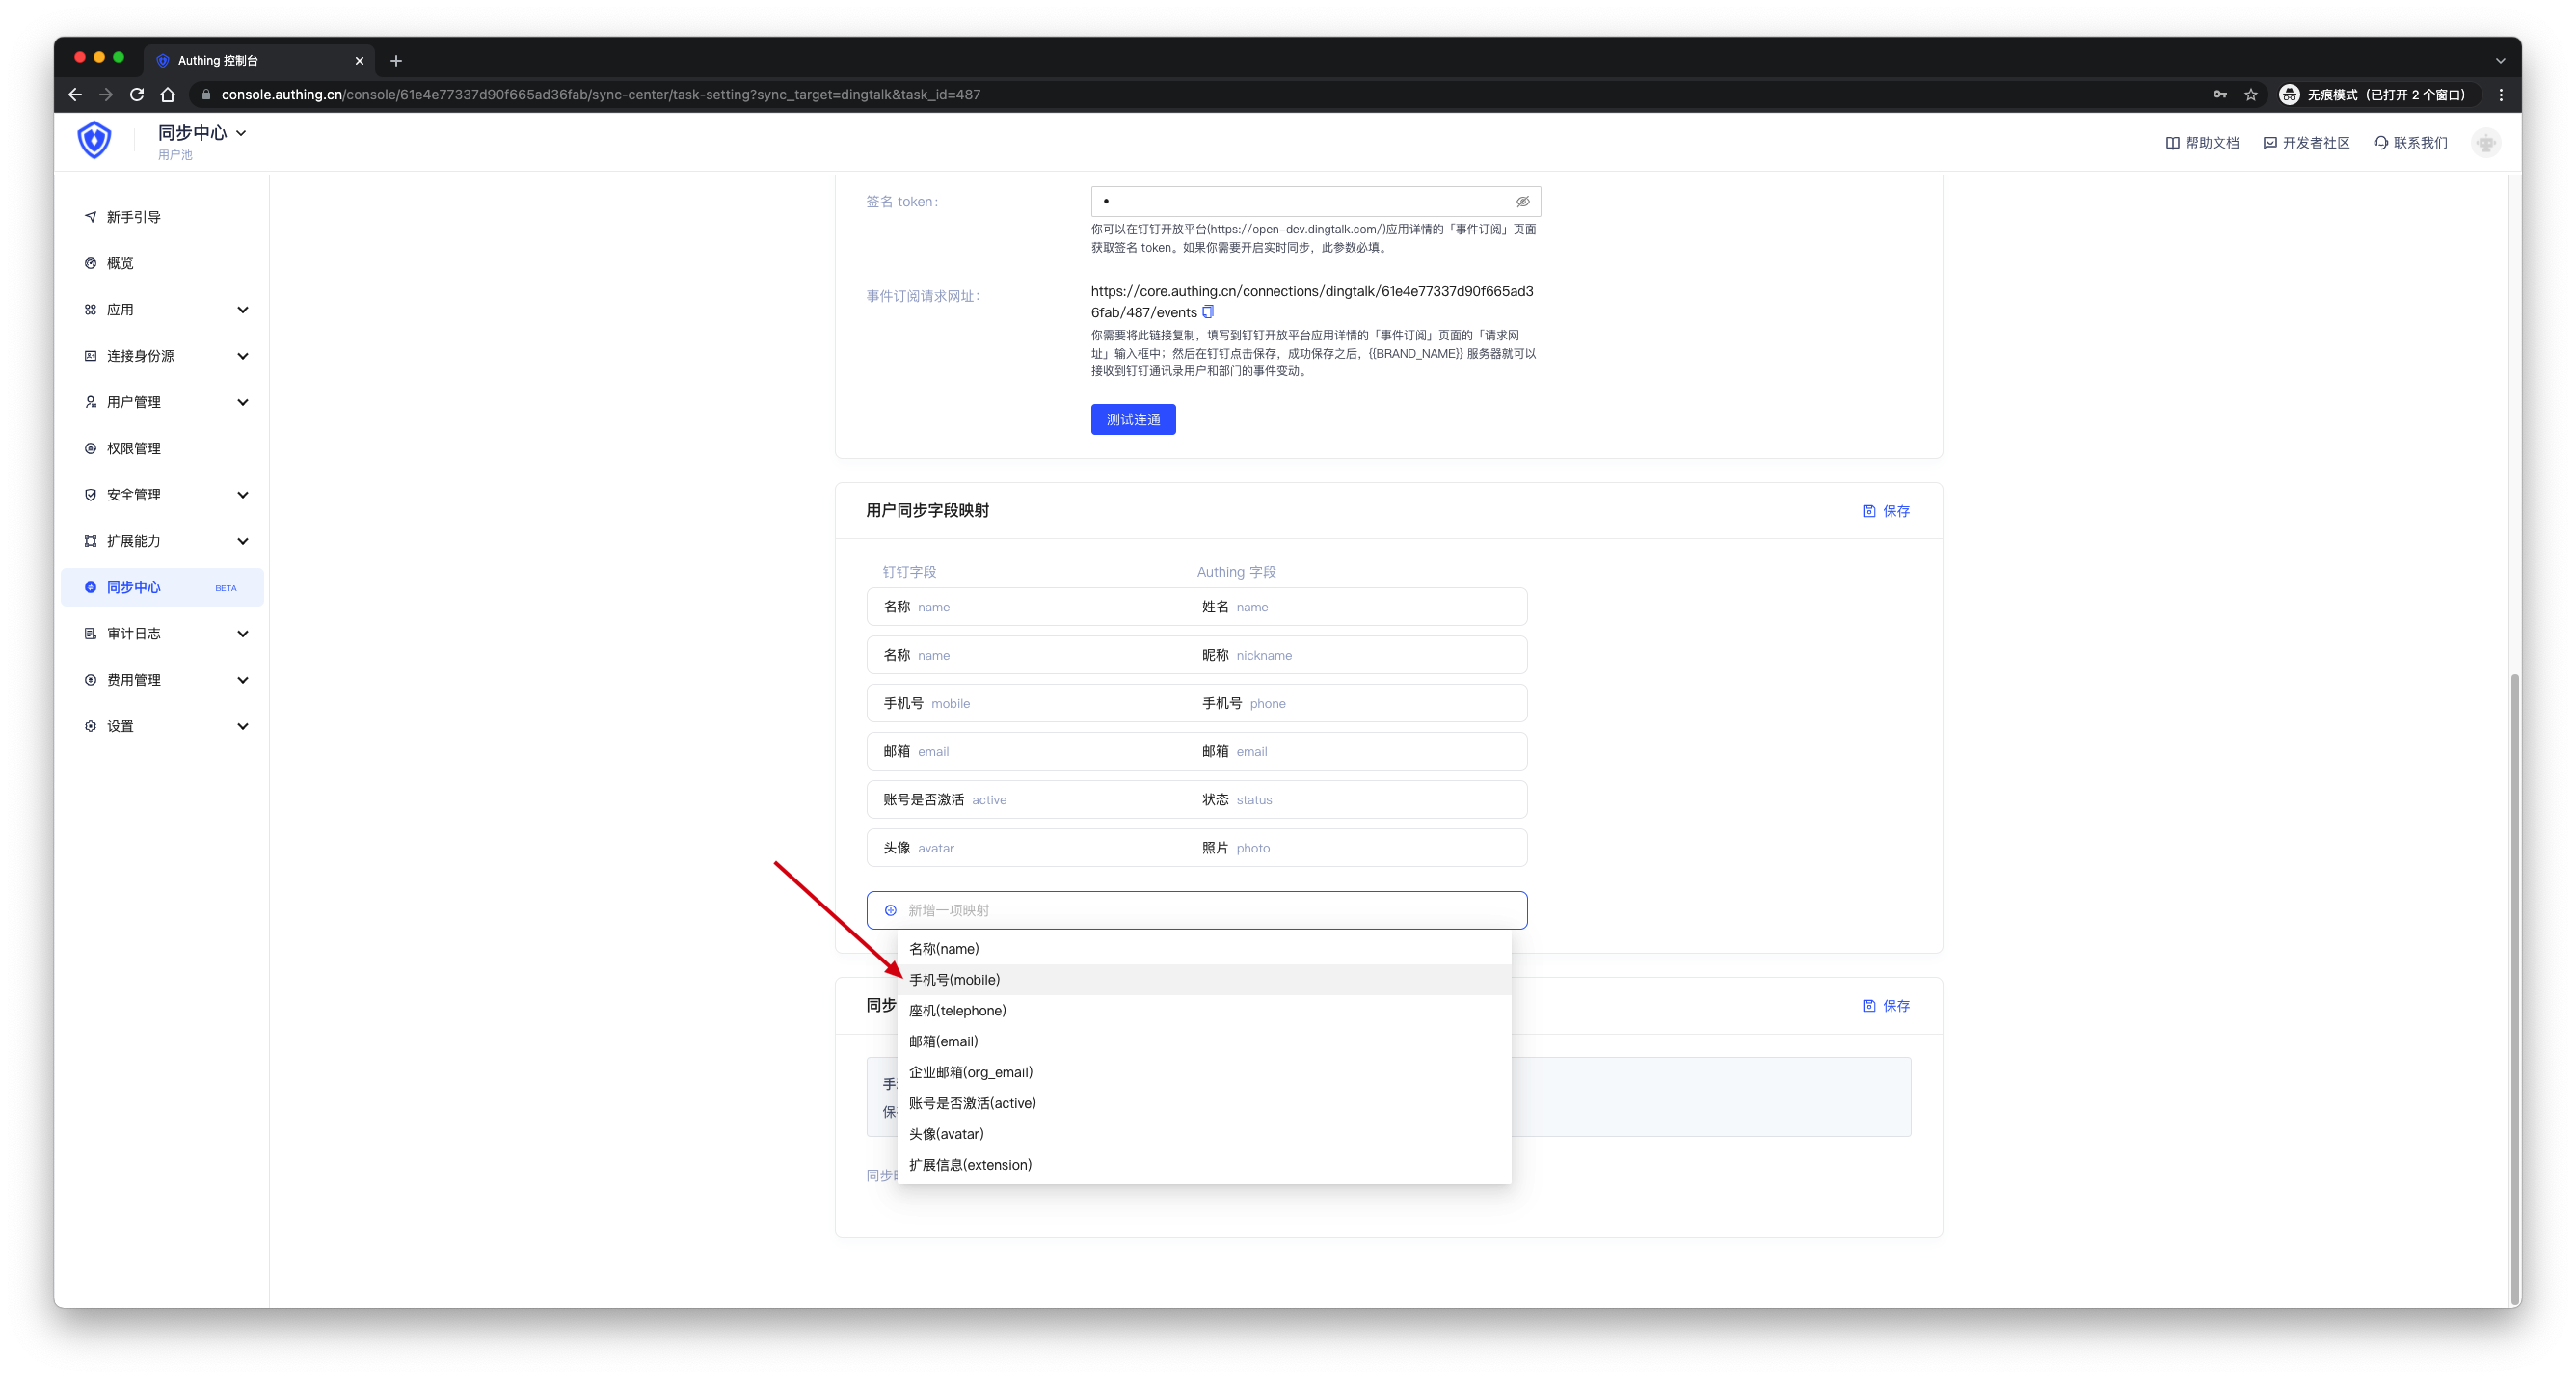 Authing 控制台
console.authing.cn/console/61e4e77337d90f665ad36fab/sync-center/task-setting?sync_target=dingtalk&task_id=487
无痕模式（已打开 2 个窗口）
同步中心
用户池
帮助文档
开发者社区
联系我们
新手引导
概览
应用
连接身份源
用户管理
权限管理
安全管理
扩展能力
同步中心 BETA
审计日志
费用管理
设置
签名 token：
•
你可以在钉钉开放平台(https://open-dev.dingtalk.com/)应用详情的「事件订阅」页面
获取签名 token。如果你需要开启实时同步，此参数必填。
事件订阅请求网址：
https://core.authing.cn/connections/dingtalk/61e4e77337d90f665ad3
6fab/487/events
你需要将此链接复制，填写到钉钉开放平台应用详情的「事件订阅」页面的「请求网
址」输入框中；然后在钉钉点击保存，成功保存之后，{{BRAND_NAME}} 服务器就可以
接收到钉钉通讯录用户和部门的事件变动。
测试连通
用户同步字段映射
保存
钉钉字段 Authing 字段
名称 name 姓名 name
名称 name 昵称 nickname
手机号 mobile 手机号 phone
邮箱 email 邮箱 email
账号是否激活 active 状态 status
头像 avatar 照片 photo
新增一项映射
名称(name)
手机号(mobile)
座机(telephone)
邮箱(email)
企业邮箱(org_email)
账号是否激活(active)
头像(avatar)
扩展信息(extension)
同步
保存
手
保
同步